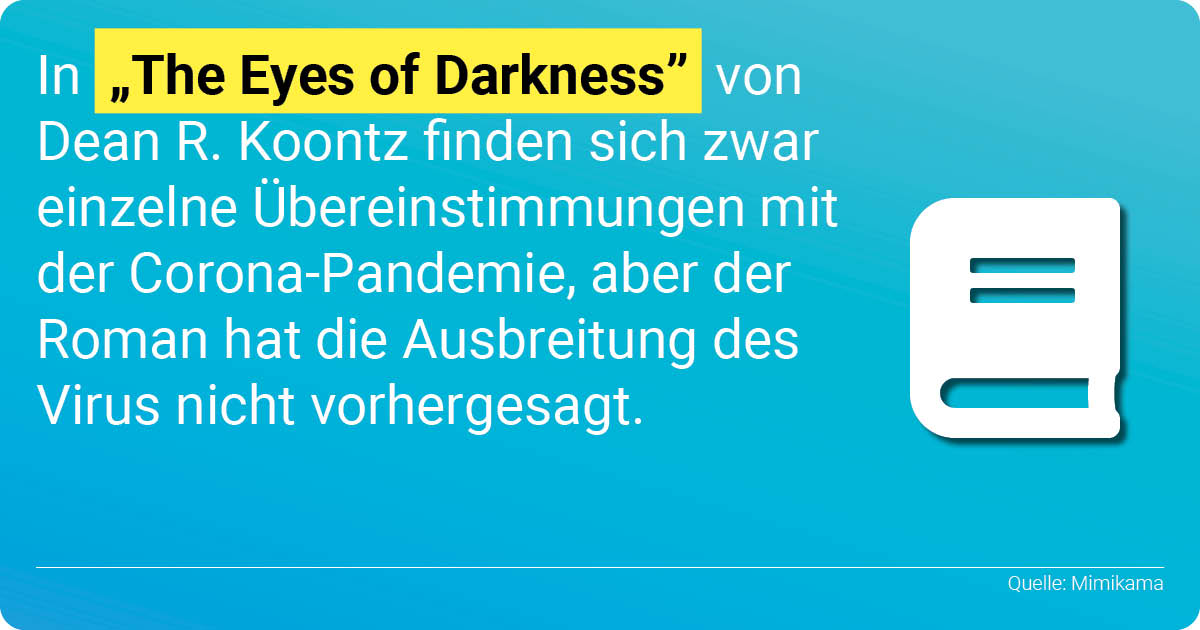 In „The Eyes of Darkness” von
Dean R. Koontz finden sich zwar
einzelne Übereinstimmungen mit
der Corona-Pandemie, aber der
Roman hat die Ausbreitung des
Virus nicht vorhergesagt.
Quelle: Mimikama